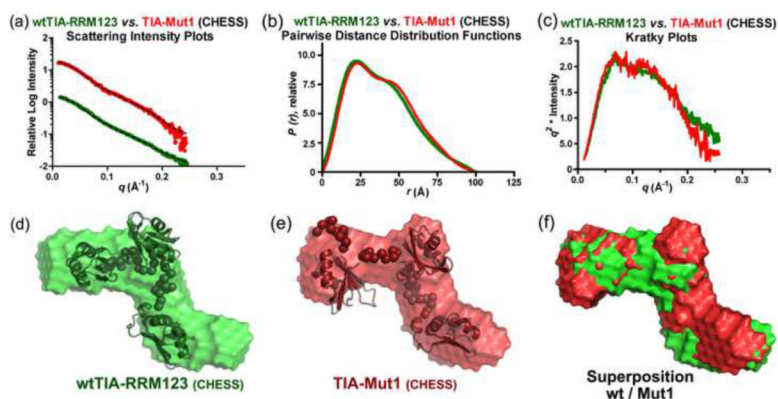 (a) wtTIA-RRM123 vs. TIA-Mut1 (CHESS)
Scattering Intensity Plots
Relative Log Intensity
2
1
0
-1
-2
0.0 0.1 0.2 0.3
q (A⁻¹)
(b) wtTIA-RRM123 vs. TIA-Mut1 (CHESS)
Pairwise Distance Distribution Functions
P (r), relative
10.0
7.5
5.0
2.5
0
0 25 50 75 100 125
r (Å)
(c) wtTIA-RRM123 vs. TIA-Mut1 (CHESS)
Kratky Plots
q² * Intensity
2.5
2.0
1.5
1.0
5.0
0.0
0.0 0.1 0.2 0.3
q (A⁻¹)
(d)
wtTIA-RRM123 (CHESS)
(e)
TIA-Mut1 (CHESS)
(f)
Superposition
wt / Mut1